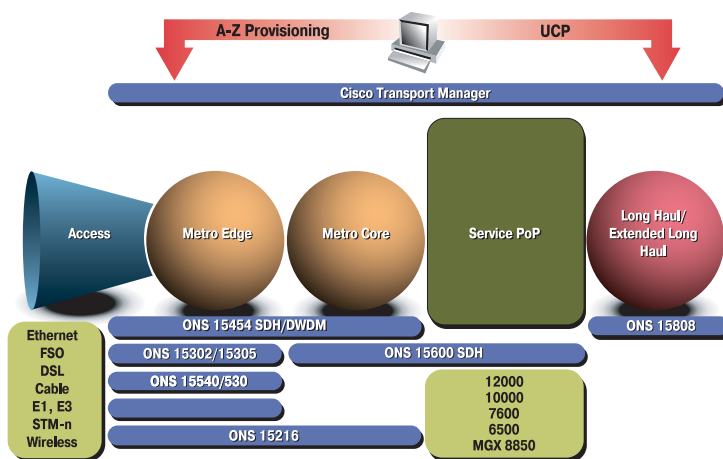 A-Z Provisioning
UCP
Cisco Transport Manager
Access
Metro Edge
Metro Core
Service PoP
Long Haul/
Extended Long
Haul
ONS 15454 SDH/DWDM
ONS 15808
ONS 15302/15305
ONS 15600 SDH
ONS 15540/530
ONS 15216
Ethernet
FSO
DSL
Cable
E1, E3
STM-n
Wireless
12000
10000
7600
6500
MGX 8850